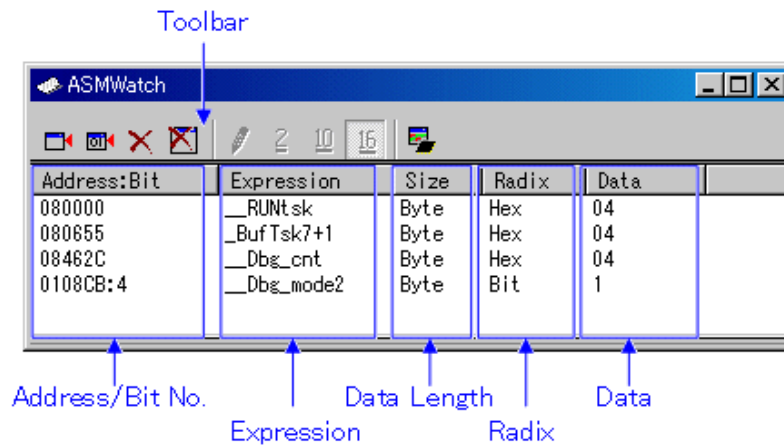 Toolbar
ASMWatch
2 10 16
Address:Bit Expression Size Radix Data
080000 __RUNtsk Byte Hex 04
080655 _BufTsk7+1 Byte Hex 04
08462C __Dbg_cnt Byte Hex 04
0108CB:4 __Dbg_mode2 Byte Bit 1
Address/Bit No. Data Length Data
Expression Radix